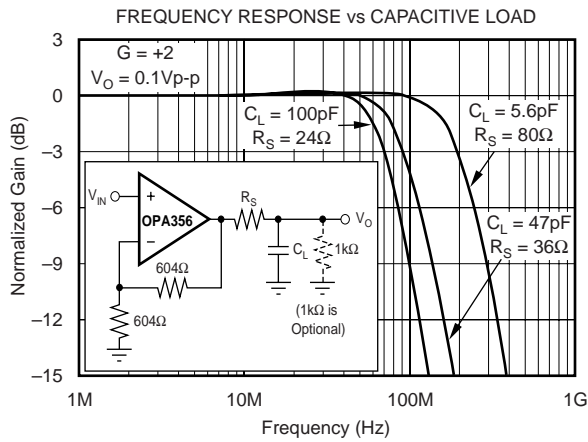 FREQUENCY RESPONSE vs CAPACITIVE LOAD
Normalized Gain (dB)
3
0
–3
–6
–9
–12
–15
G = +2
V_O = 0.1Vp-p
C_L = 100pF
R_S = 24Ω
C_L = 5.6pF
R_S = 80Ω
C_L = 47pF
R_S = 36Ω
V_IN
+
–
OPA356
R_S
V_O
C_L
1kΩ
604Ω
604Ω
(1kΩ is
Optional)
1M
10M
100M
1G
Frequency (Hz)